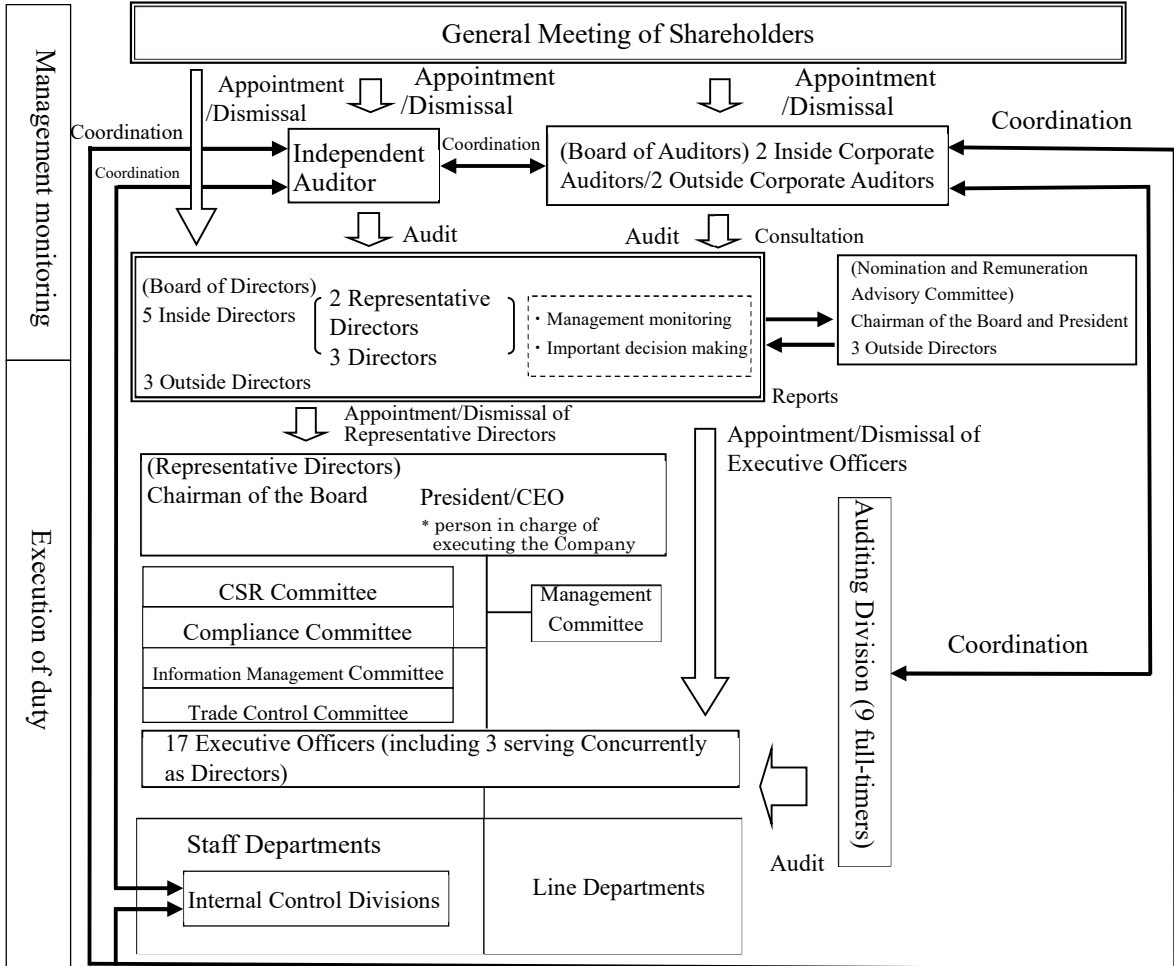 Management monitoring
Execution of duty
General Meeting of Shareholders
Appointment
/Dismissal
Appointment
/Dismissal
Appointment
/Dismissal
Coordination
Coordination
Independent
Auditor
Coordination
(Board of Auditors) 2 Inside Corporate
Auditors/2 Outside Corporate Auditors
Coordination
Audit
Audit
Consultation
(Board of Directors)
5 Inside Directors
3 Outside Directors
2 Representative
Directors
3 Directors
・Management monitoring
・Important decision making
(Nomination and Remuneration
Advisory Committee)
Chairman of the Board and President
3 Outside Directors
Reports
Appointment/Dismissal of
Representative Directors
Appointment/Dismissal of
Executive Officers
(Representative Directors)
Chairman of the Board
President/CEO
* person in charge of
executing the Company
CSR Committee
Compliance Committee
Information Management Committee
Trade Control Committee
Management
Committee
Auditing Division (9 full-timers)
Coordination
17 Executive Officers (including 3 serving Concurrently
as Directors)
Audit
Staff Departments
Internal Control Divisions
Line Departments